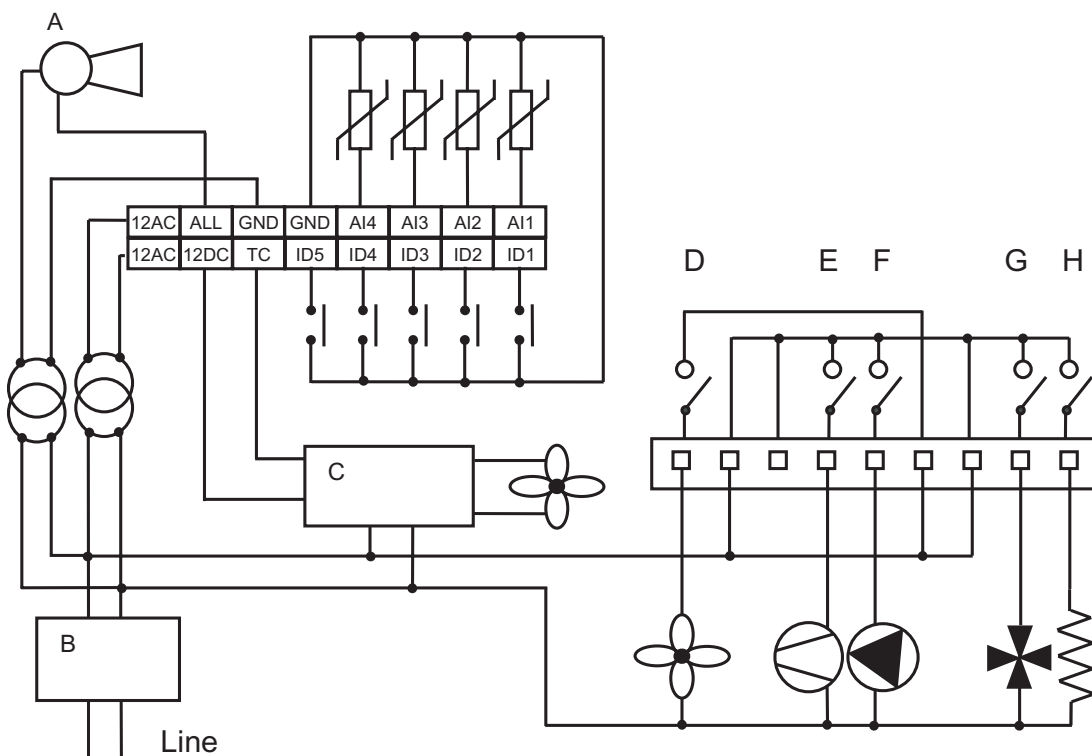 A
12AC ALL GND GND AI4 AI3 AI2 AI1
12AC 12DC TC ID5 ID4 ID3 ID2 ID1
D E F G H
C
B
Line